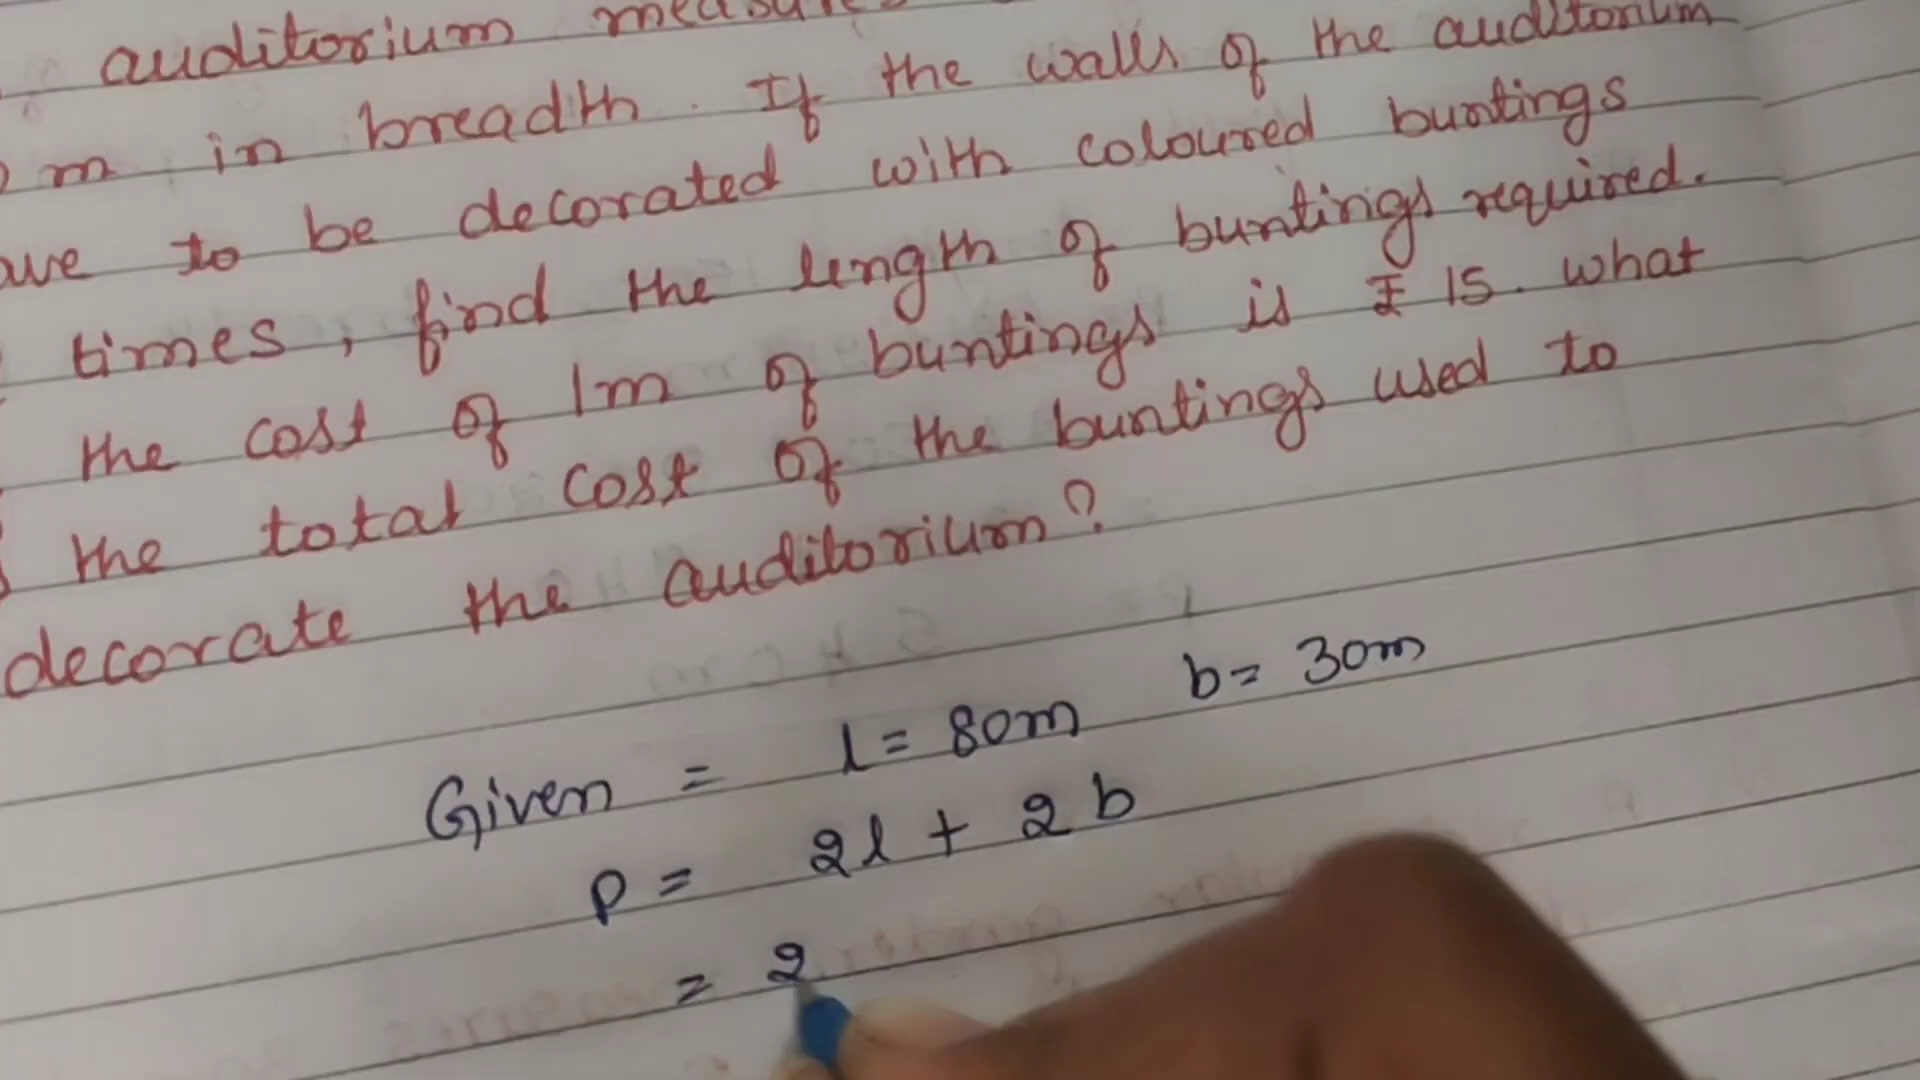 auditorium measures
m in breadth. If the walls of the auditorium
to be decorated with coloured buntings
times, find the length of buntings required.
the cost of 1m of buntings is ₹ 15. what
the total cost of the buntings used to
decorate the auditorium?
Given = l = 80m b = 30m
P = 2l + 2b
= 2